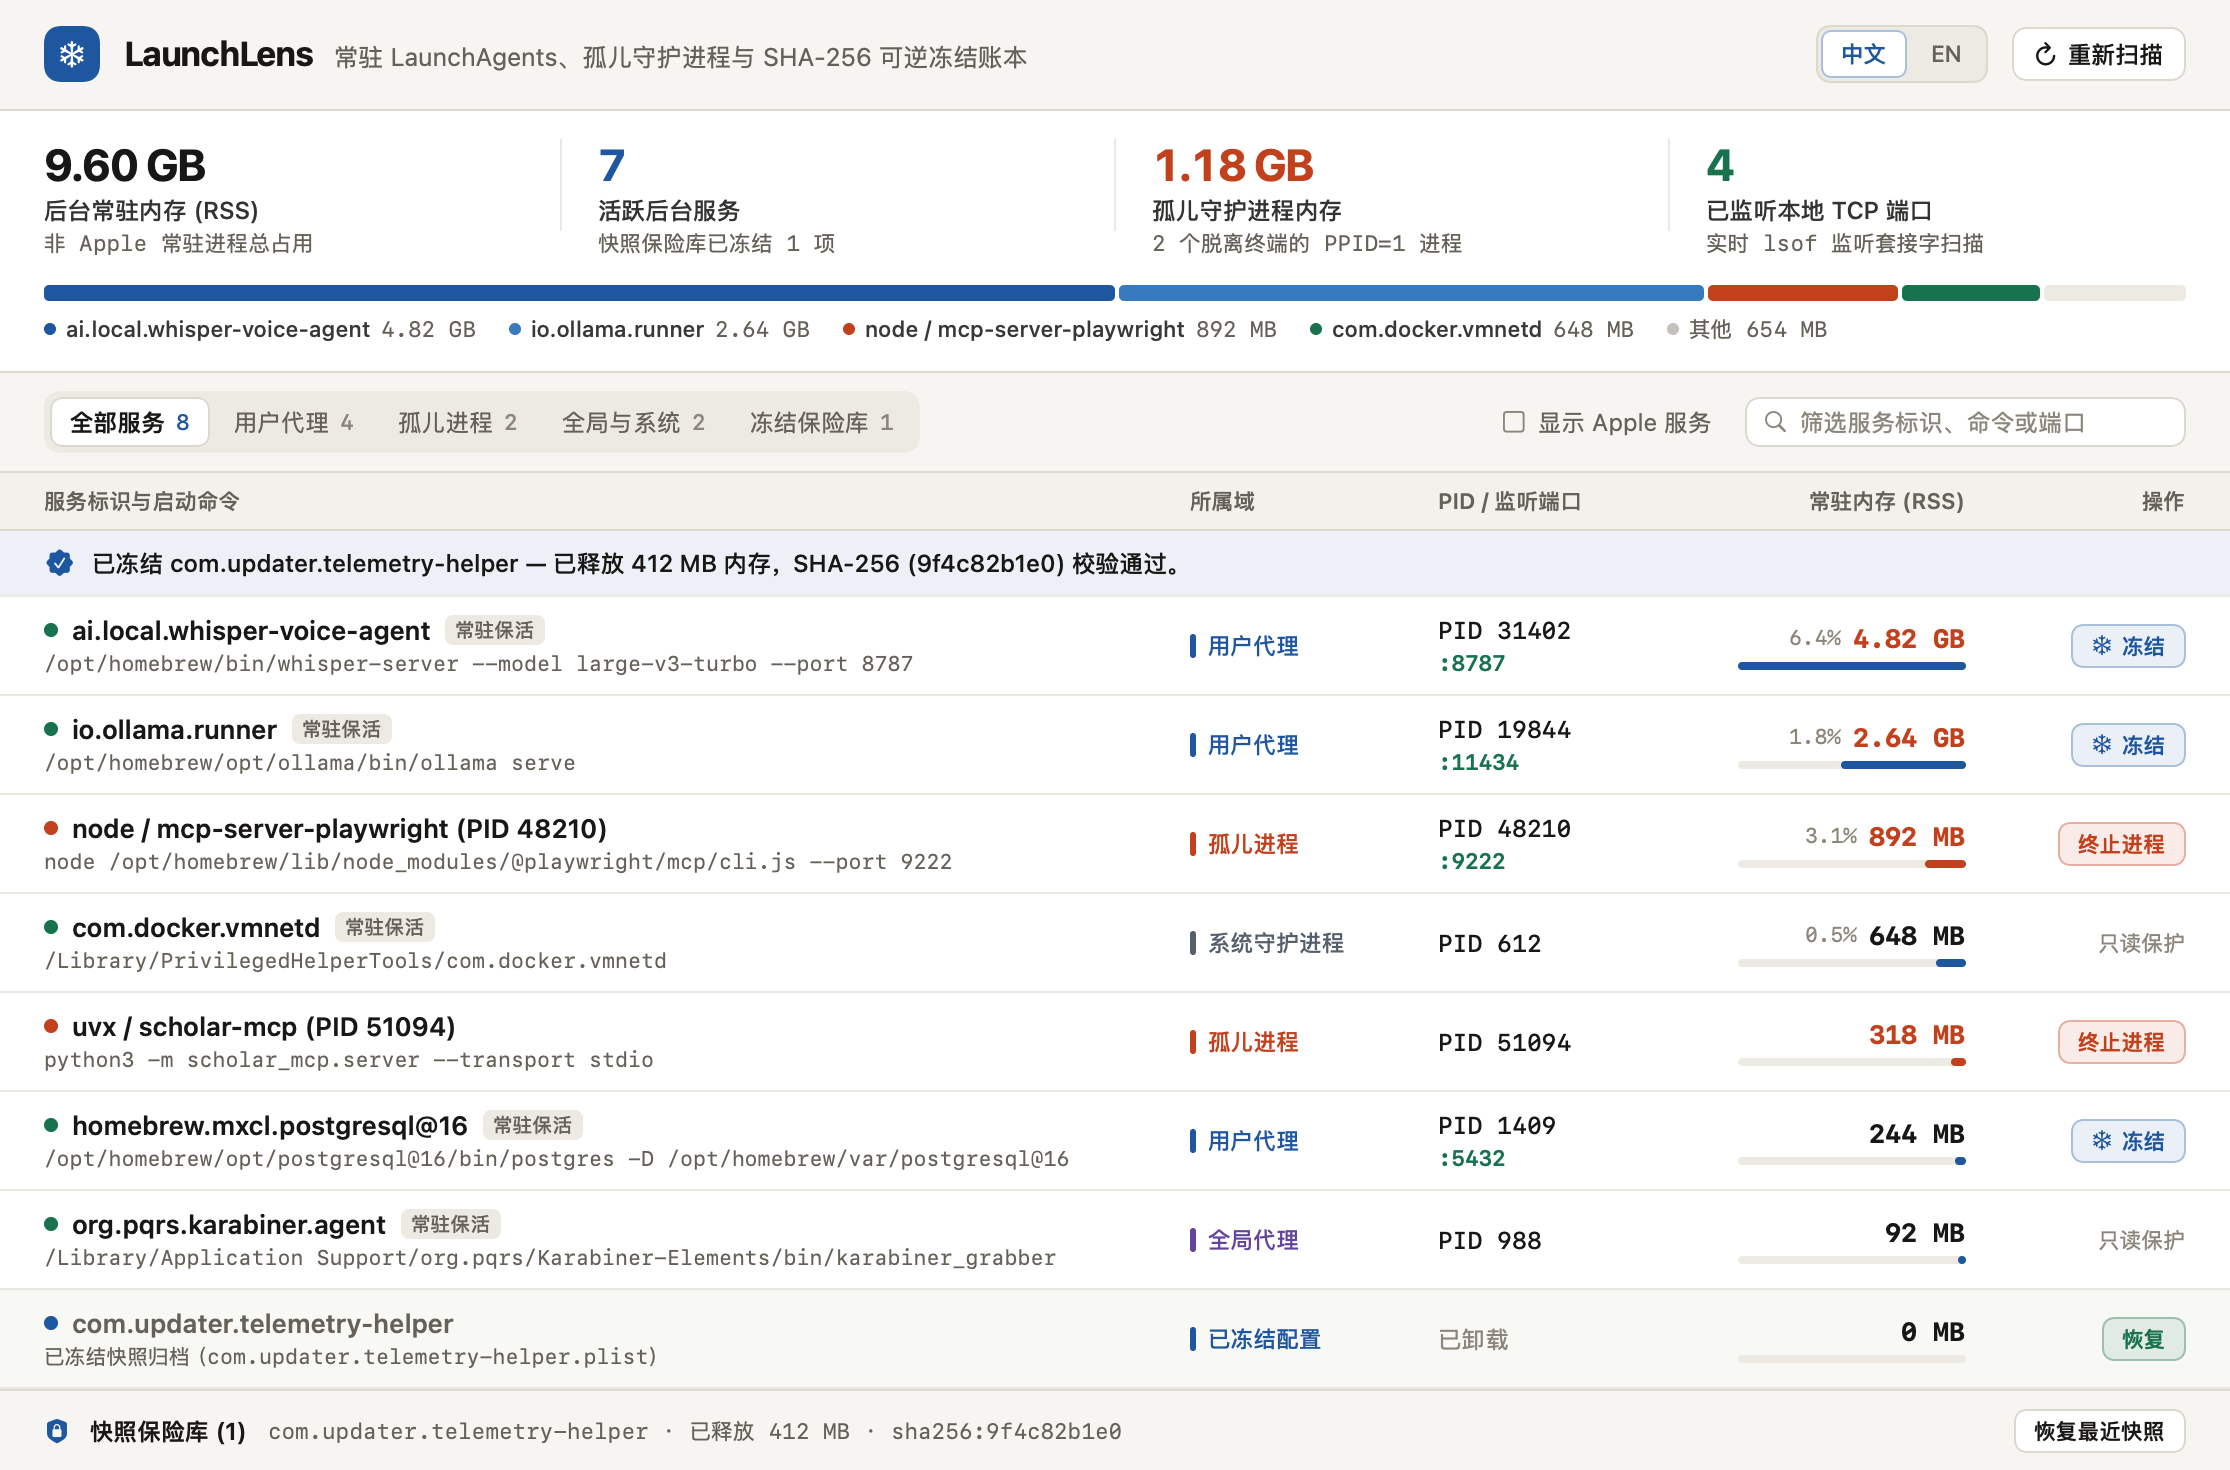 LaunchLens 常驻 LaunchAgents、孤儿守护进程与 SHA-256 可逆冻结账本
中文 EN 重新扫描
9.60 GB
后台常驻内存 (RSS)
非 Apple 常驻进程总占用
7
活跃后台服务
快照保险库已冻结 1 项
1.18 GB
孤儿守护进程内存
2 个脱离终端的 PPID=1 进程
4
已监听本地 TCP 端口
实时 lsof 监听套接字扫描
ai.local.whisper-voice-agent 4.82 GB io.ollama.runner 2.64 GB node / mcp-server-playwright 892 MB com.docker.vmnetd 648 MB 其他 654 MB
全部服务 8 用户代理 4 孤儿进程 2 全局与系统 2 冻结保险库 1 显示 Apple 服务 筛选服务标识、命令或端口
服务标识与启动命令 所属域 PID / 监听端口 常驻内存 (RSS) 操作
已冻结 com.updater.telemetry-helper — 已释放 412 MB 内存，SHA-256 (9f4c82b1e0) 校验通过。
ai.local.whisper-voice-agent 常驻保活
/opt/homebrew/bin/whisper-server --model large-v3-turbo --port 8787
用户代理
PID 31402
:8787
6.4% 4.82 GB
冻结
io.ollama.runner 常驻保活
/opt/homebrew/opt/ollama/bin/ollama serve
用户代理
PID 19844
:11434
1.8% 2.64 GB
冻结
node / mcp-server-playwright (PID 48210)
node /opt/homebrew/lib/node_modules/@playwright/mcp/cli.js --port 9222
孤儿进程
PID 48210
:9222
3.1% 892 MB
终止进程
com.docker.vmnetd 常驻保活
/Library/PrivilegedHelperTools/com.docker.vmnetd
系统守护进程
PID 612
0.5% 648 MB
只读保护
uvx / scholar-mcp (PID 51094)
python3 -m scholar_mcp.server --transport stdio
孤儿进程
PID 51094
318 MB
终止进程
homebrew.mxcl.postgresql@16 常驻保活
/opt/homebrew/opt/postgresql@16/bin/postgres -D /opt/homebrew/var/postgresql@16
用户代理
PID 1409
:5432
244 MB
冻结
org.pqrs.karabiner.agent 常驻保活
/Library/Application Support/org.pqrs/Karabiner-Elements/bin/karabiner_grabber
全局代理
PID 988
92 MB
只读保护
com.updater.telemetry-helper
已冻结快照归档 (com.updater.telemetry-helper.plist)
已冻结配置
已卸载
0 MB
恢复
快照保险库 (1) com.updater.telemetry-helper · 已释放 412 MB · sha256:9f4c82b1e0 恢复最近快照